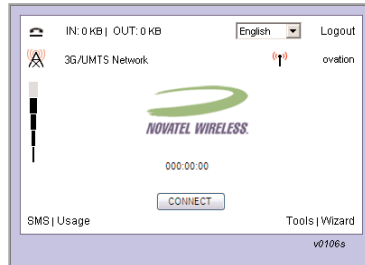 IN: 0 KB | OUT: 0 KB English Logout
3G/UMTS Network ovation
NOVATEL WIRELESS.
000:00:00
CONNECT
SMS | Usage Tools | Wizard
v0106s